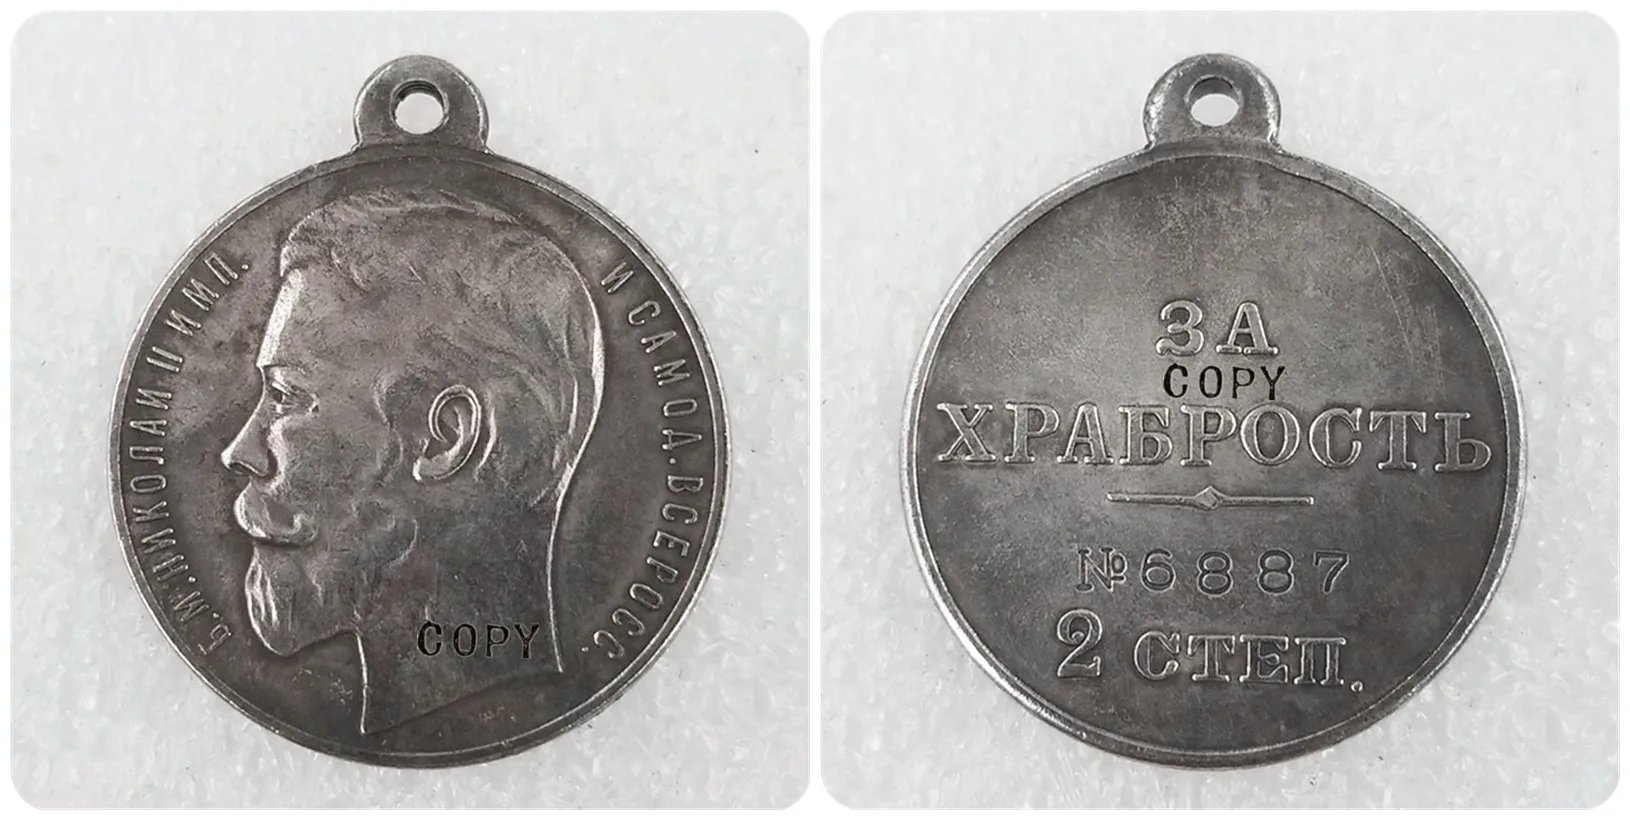 Б.М.НИКОЛАЙ II ИМП.
И САМОД.ВСЕРОСС.
COPY
ЗА
COPY
ХРАБРОСТЬ
№6887
2 СТЕП.